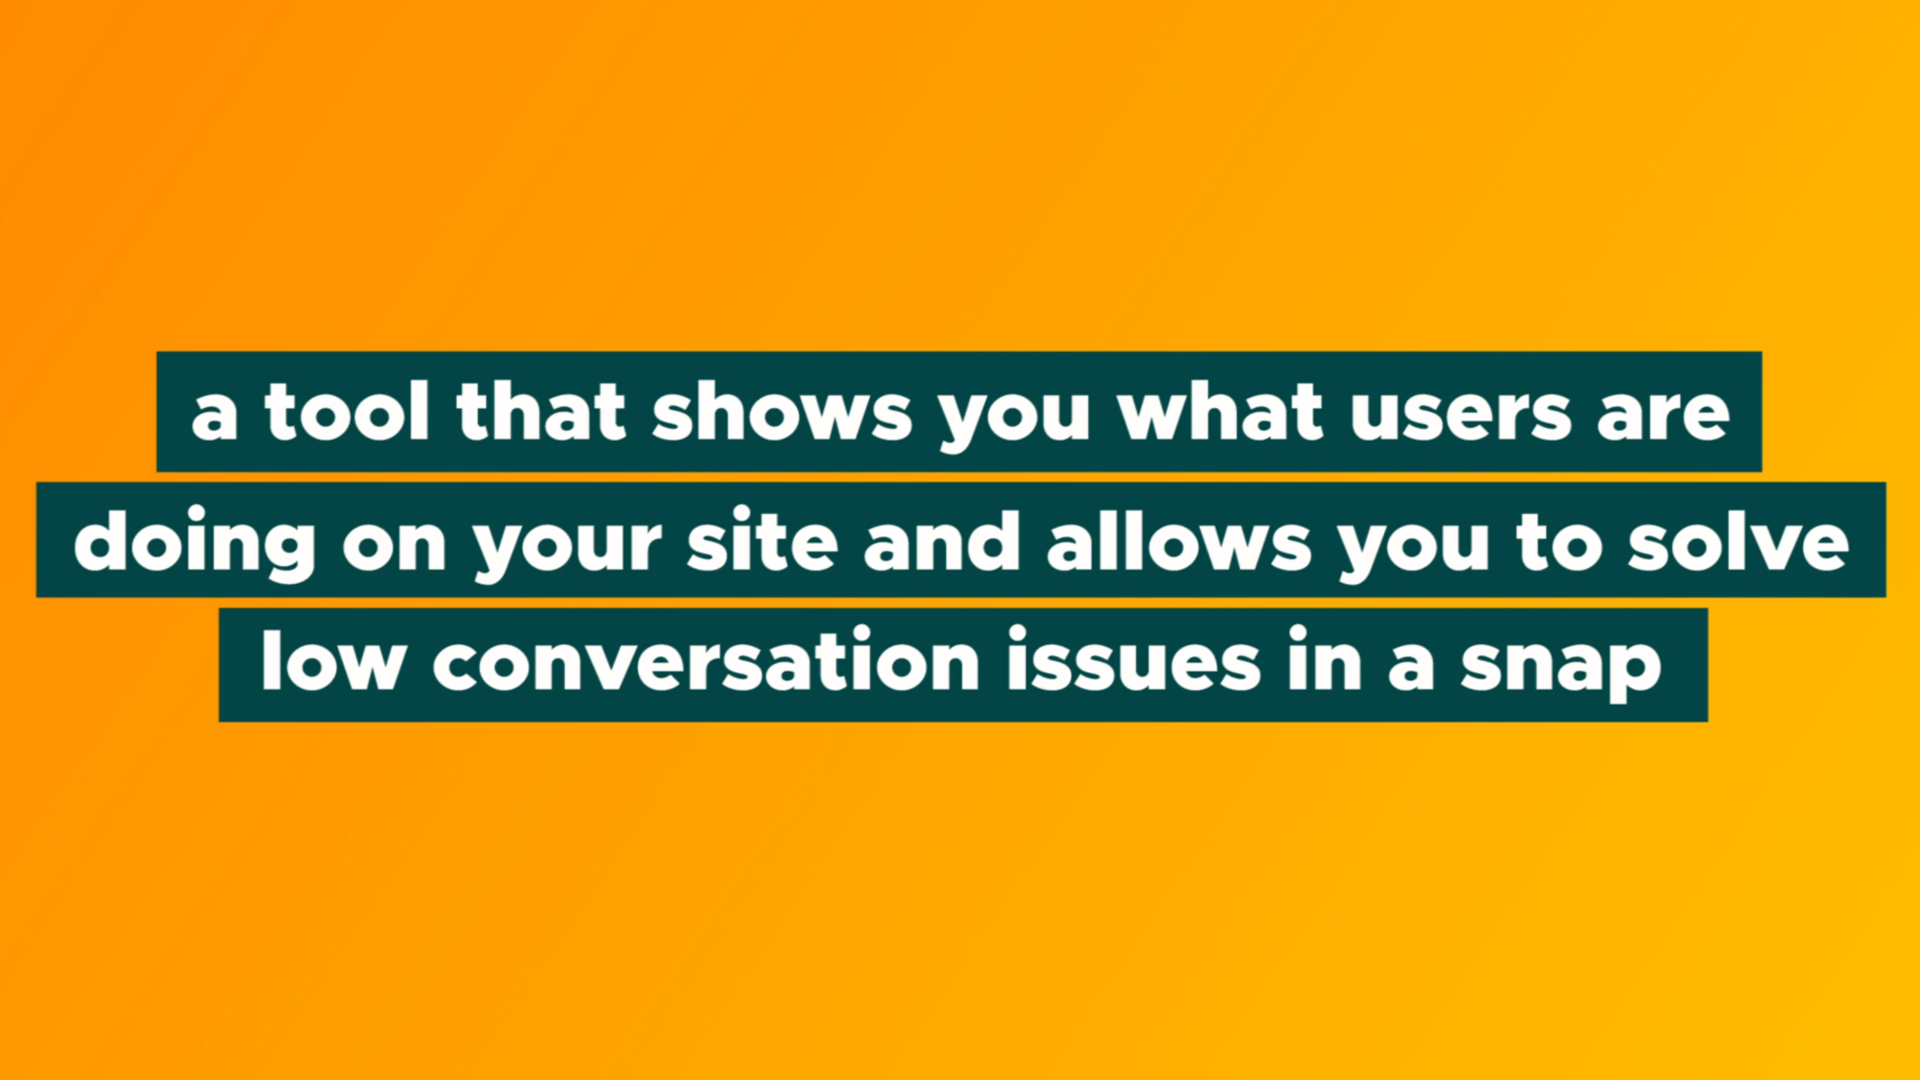 a tool that shows you what users are
doing on your site and allows you to solve
low conversation issues in a snap